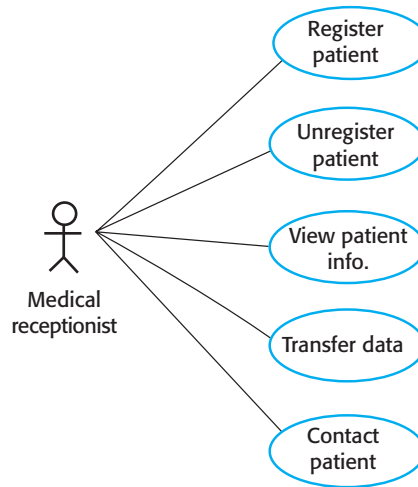 Register
patient
Unregister
patient
View patient
info.
Medical
receptionist
Transfer data
Contact
patient